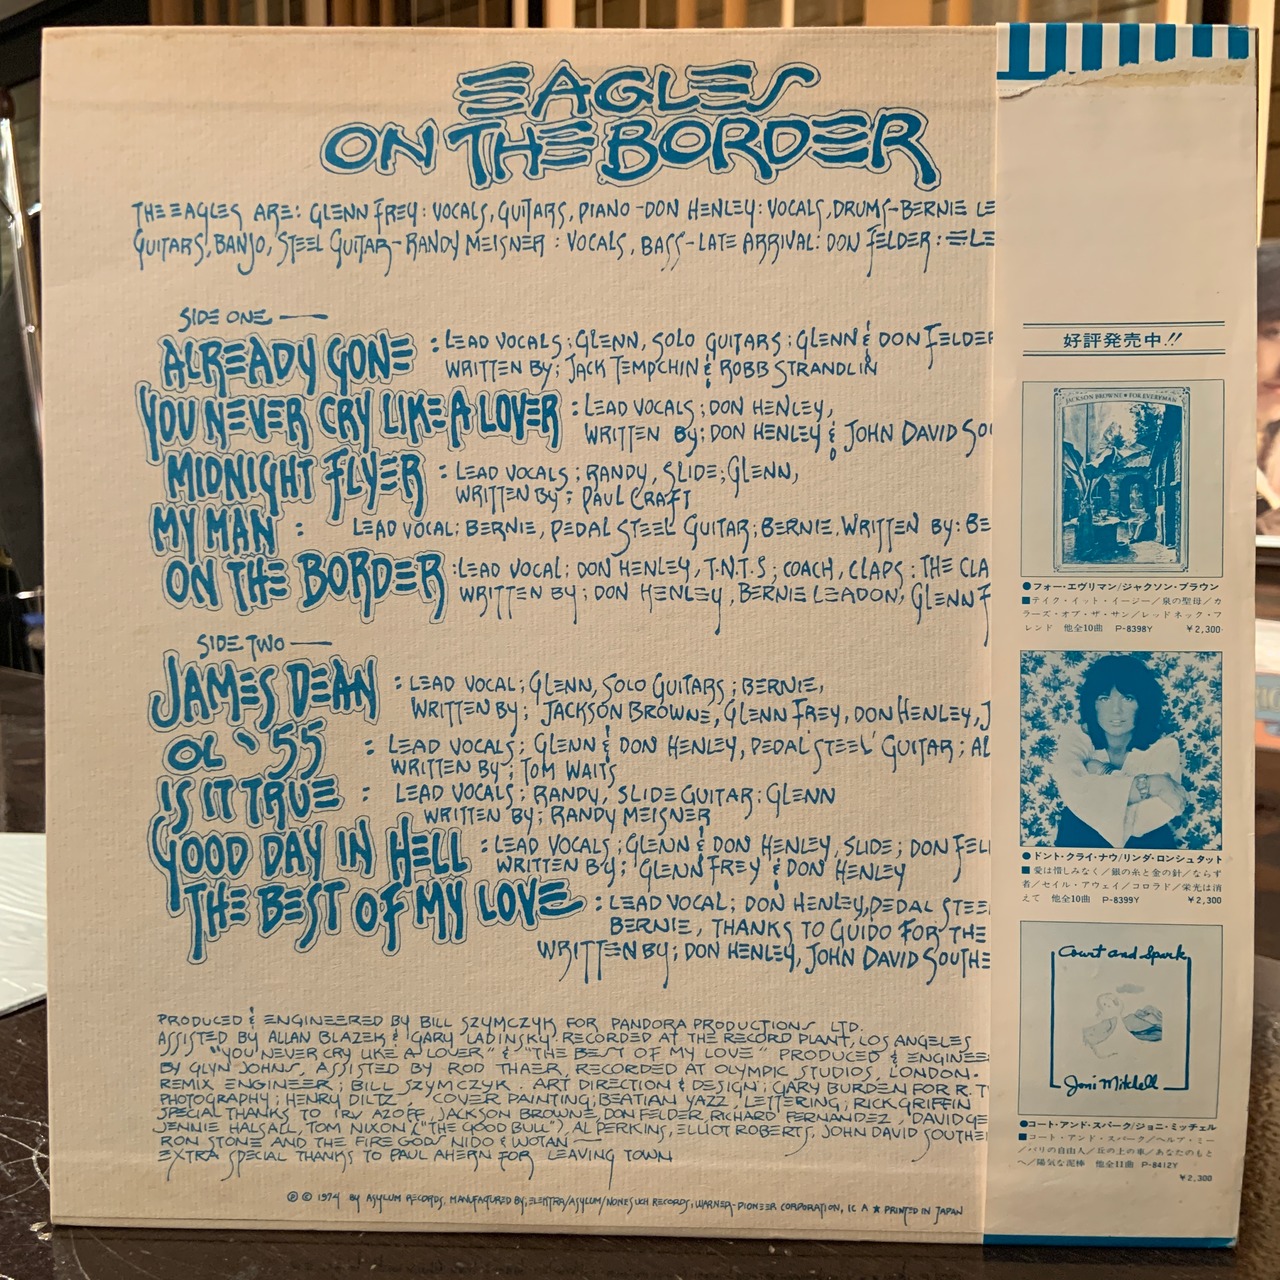 EAGLES
ON THE BORDER
THE EAGLES ARE: GLENN FREY: VOCALS, GUITARS, PIANO - DON HENLEY: VOCALS, DRUMS - BERNIE LE
GUITARS, BANJO, STEEL GUITAR - RANDY MEISNER : VOCALS, BASS - LATE ARRIVAL: DON FELDER : ELE
SIDE ONE —
ALREADY GONE : LEAD VOCALS; GLENN, SOLO GUITARS; GLENN & DON FELDER
WRITTEN BY; JACK TEMPCHIN & ROBB STRANDLIN
YOU NEVER CRY LIKE A LOVER : LEAD VOCALS; DON HENLEY,
WRITTEN BY; DON HENLEY & JOHN DAVID SOU
MIDNIGHT FLYER : LEAD VOCALS; RANDY, SLIDE; GLENN,
WRITTEN BY; PAUL CRAFT
MY MAN : LEAD VOCAL; BERNIE, PEDAL STEEL GUITAR; BERNIE. WRITTEN BY: BE
ON THE BORDER : LEAD VOCAL; DON HENLEY, T.N.T.S; COACH, CLAPS: THE CLA
WRITTEN BY; DON HENLEY, BERNIE LEADON, GLENN F
SIDE TWO —
JAMES DEAN : LEAD VOCAL; GLENN, SOLO GUITARS; BERNIE,
WRITTEN BY; JACKSON BROWNE, GLENN FREY, DON HENLEY, J
OL '55 : LEAD VOCALS; GLENN & DON HENLEY, PEDAL STEEL GUITAR; AL
WRITTEN BY; TOM WAITS
IS IT TRUE : LEAD VOCALS; RANDY, SLIDE GUITAR; GLENN
WRITTEN BY; RANDY MEISNER
GOOD DAY IN HELL : LEAD VOCALS; GLENN & DON HENLEY, SLIDE; DON FEL
WRITTEN BY; GLENN FREY & DON HENLEY
THE BEST OF MY LOVE : LEAD VOCAL; DON HENLEY, PEDAL STEE
BERNIE, THANKS TO GUIDO FOR THE
WRITTEN BY; DON HENLEY, JOHN DAVID SOUTHE
PRODUCED & ENGINEERED BY BILL SZYMCZYK FOR PANDORA PRODUCTIONS LTD.
ASSISTED BY ALLAN BLAZEK & GARY LADINSKY. RECORDED AT THE RECORD PLANT, LOS ANGELES
"YOU NEVER CRY LIKE A LOVER" & "THE BEST OF MY LOVE" PRODUCED & ENGINEE
BY GLYN JOHNS, ASSISTED BY ROD THAER, RECORDED AT OLYMPIC STUDIOS, LONDON.
REMIX ENGINEER; BILL SZYMCZYK. ART DIRECTION & DESIGN; GARY BURDEN FOR R. T
PHOTOGRAPHY; HENRY DILTZ, COVER PAINTING; BEATIAN YAZZ, LETTERING; RICK GRIFFIN
SPECIAL THANKS TO IRV AZOFF, JACKSON BROWNE, DON FELDER, RICHARD FERNANDEZ, DAVID GE
JENNIE HALSALL, TOM NIXON ("THE GOOD BULL"), AL PERKINS, ELLIOT ROBERTS, JOHN DAVID SOUTHE
RON STONE AND THE FIRE GODS NIDO & WOTAN —
EXTRA SPECIAL THANKS TO PAUL AHERN FOR LEAVING TOWN
℗ © 1974 BY ASYLUM RECORDS. MANUFAQURED BY; ELEKTRA/ASYLUM/NONESUCH RECORDS, WARNER-PIONEER CORPORATION, IC A ★ PRINTED IN JAPAN
好評発売中!!
JACKSON BROWNE ★ FOR EVERYMAN
●フォー・エヴリマン/ジャクソン・ブラウン
■テイク・イット・イージー/泉の聖母/カ
ラーズ・オブ・ザ・サン/レッドネック・フ
レンド 他全10曲 P-8398Y ¥2,300
●ドント・クライ・ナウ/リンダ・ロンシュタット
■愛は惜しみなく/銀の糸と金の針/ならず
者/セイル・アウェイ/コロラド/栄光は消
えて 他全10曲 P-8399Y ¥2,300
Court and Spark
Joni Mitchell
●コート・アンド・スパーク/ジョニ・ミッチェル
■コート・アンド・スパーク/ヘルプ・ミー
/パリの自由人/丘の上の車/あなたのもと
へ/陽気な泥棒 他全11曲 P-8412Y
¥2,300